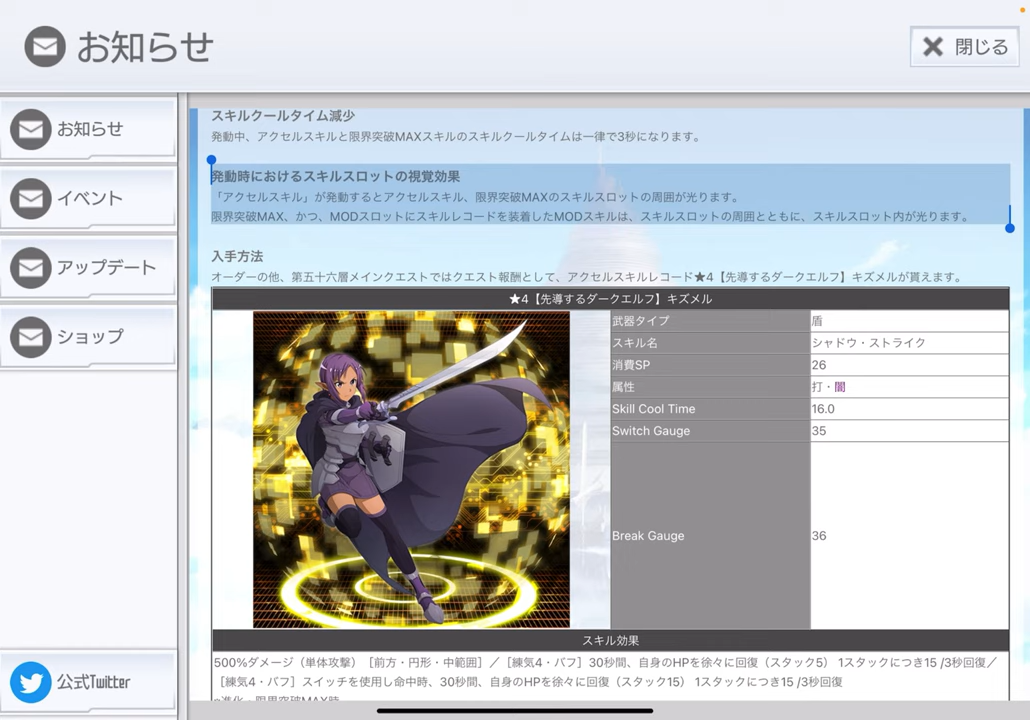 お知らせ
閉じる
お知らせ
イベント
アップデート
ショップ
公式Twitter
スキルクールタイム減少
発動中、アクセルスキルと限界突破MAXスキルのスキルクールタイムは一律で3秒になります。
発動時におけるスキルスロットの視覚効果
「アクセルスキル」が発動するとアクセルスキル、限界突破MAXのスキルスロットの周囲が光ります。
限界突破MAX、かつ、MODスロットにスキルレコードを装着したMODスキルは、スキルスロットの周囲とともに、スキルスロット内が光ります。
入手方法
オーダーの他、第五十六層メインクエストではクエスト報酬として、アクセルスキルレコード★4【先導するダークエルフ】キズメルが貰えます。
★4【先導するダークエルフ】キズメル
武器タイプ 盾
スキル名 シャドウ・ストライク
消費SP 26
属性 打・闇
Skill Cool Time 16.0
Switch Gauge 35
Break Gauge 36
スキル効果
500%ダメージ（単体攻撃）［前方・円形・中範囲］／［練気4・バフ］30秒間、自身のHPを徐々に回復（スタック5） 1スタックにつき15 /3秒回復／
［練気4・バフ］スイッチを使用し命中時、30秒間、自身のHPを徐々に回復（スタック15） 1スタックにつき15 /3秒回復